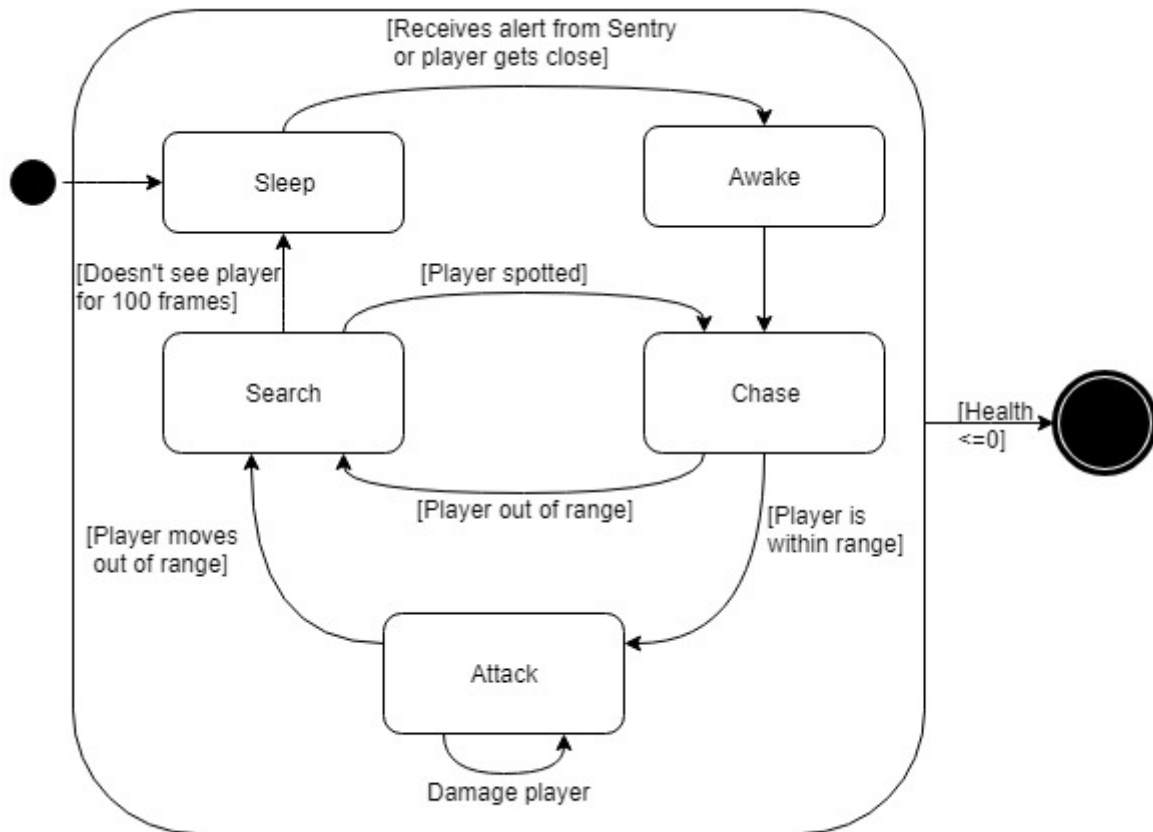 [Receives alert from Sentry
or player gets close]
Sleep
Awake
[Doesn't see player
for 100 frames]
[Player spotted]
Search
Chase
[Health
<=0]
[Player out of range]
[Player moves
out of range]
[Player is
within range]
Attack
Damage player